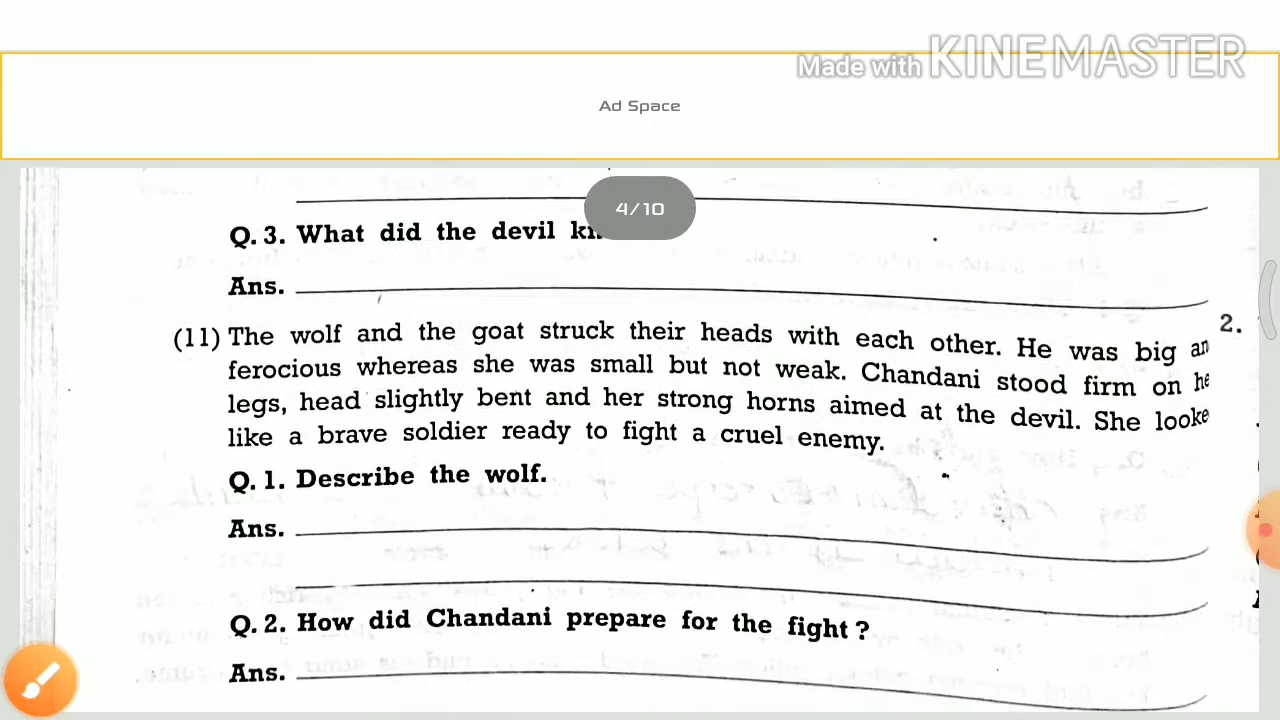 Made with KINEMASTER
Ad Space
4/10
Q. 3. What did the devil
Ans.
(11) The wolf and the goat struck their heads with each other. He was big an
2.
ferocious whereas she was small but not weak. Chandani stood firm on he
legs, head slightly bent and her strong horns aimed at the devil. She looke
like a brave soldier ready to fight a cruel enemy.
Q. 1. Describe the wolf.
Ans.
Q. 2. How did Chandani prepare for the fight ?
Ans.